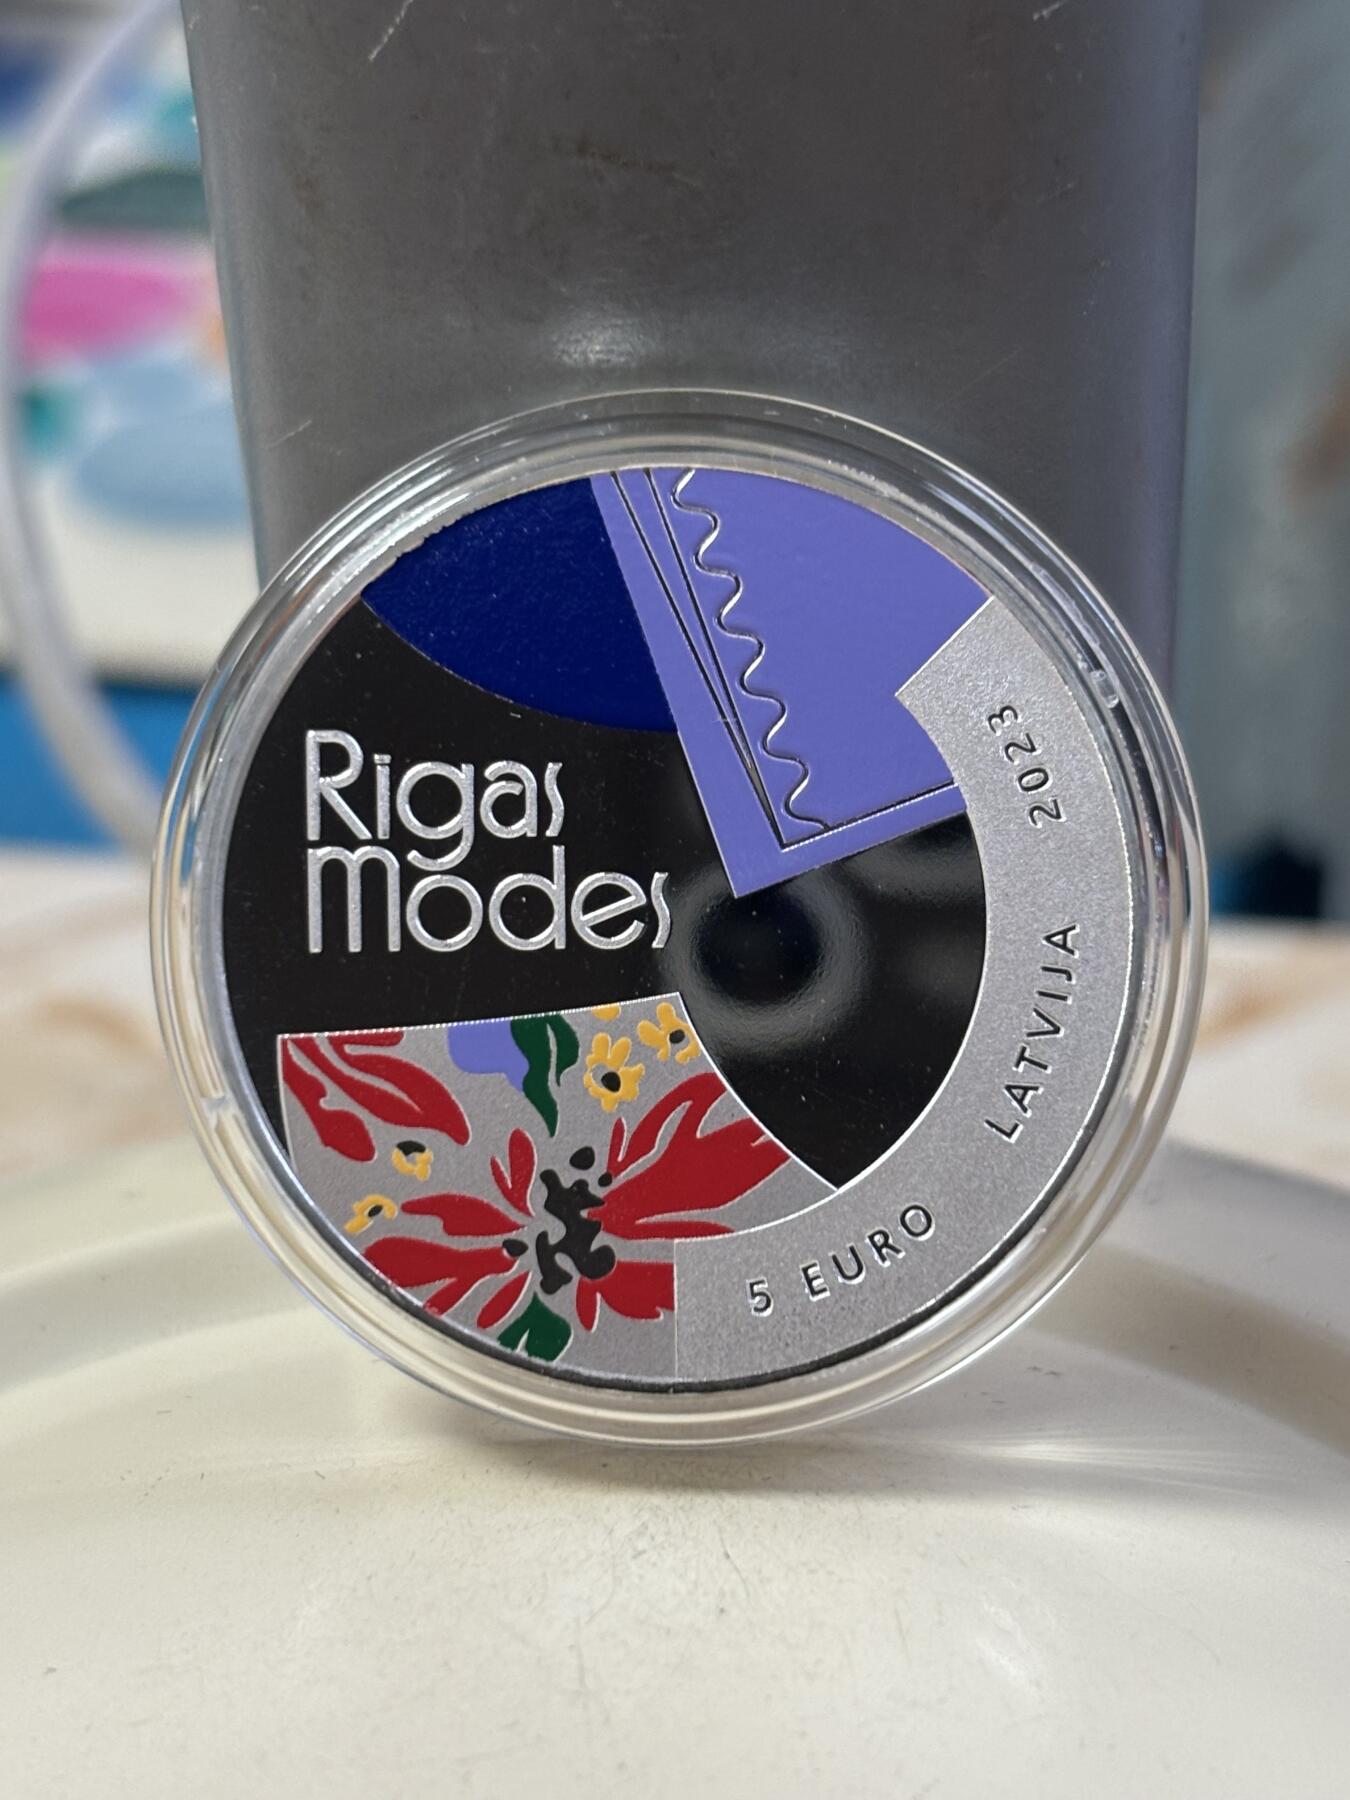 Rigas
Modes
5 EURO LATVIJA 2023